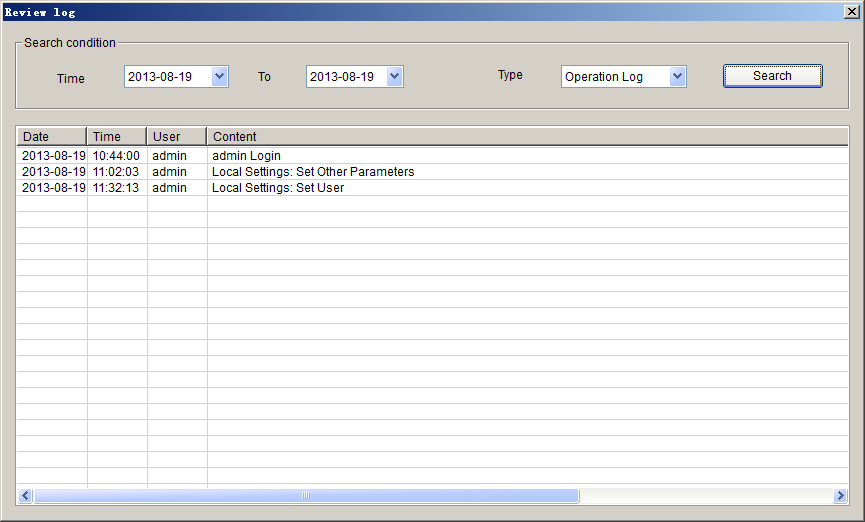 Review log
Search condition
Time 2013-08-19 To 2013-08-19 Type Operation Log Search
Date Time User Content
2013-08-19 10:44:00 admin admin Login
2013-08-19 11:02:03 admin Local Settings: Set Other Parameters
2013-08-19 11:32:13 admin Local Settings: Set User